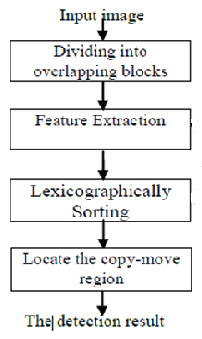 Input image
Dividing into
overlapping blocks
Feature Extraction
Lexicographically
Sorting
Locate the copy-move
region
The detection result